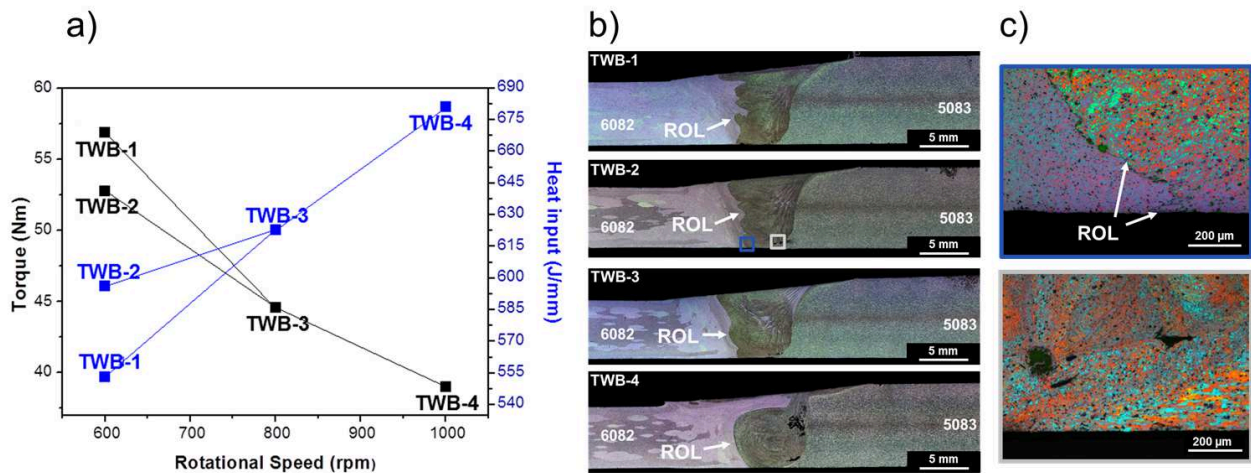 a)
60
55
50
45
40
Torque (Nm)
TWB-1
TWB-2
TWB-3
TWB-4
TWB-2
TWB-3
TWB-1
TWB-4
690
675
660
645
630
615
600
585
570
555
540
Heat input (J/mm)
600 700 800 900 1000
Rotational Speed (rpm)
b)
TWB-1
6082
ROL
5083
5 mm
TWB-2
6082
ROL
5083
5 mm
TWB-3
6082
ROL
5083
5 mm
TWB-4
6082
ROL
5083
5 mm
c)
ROL
200 µm
200 µm